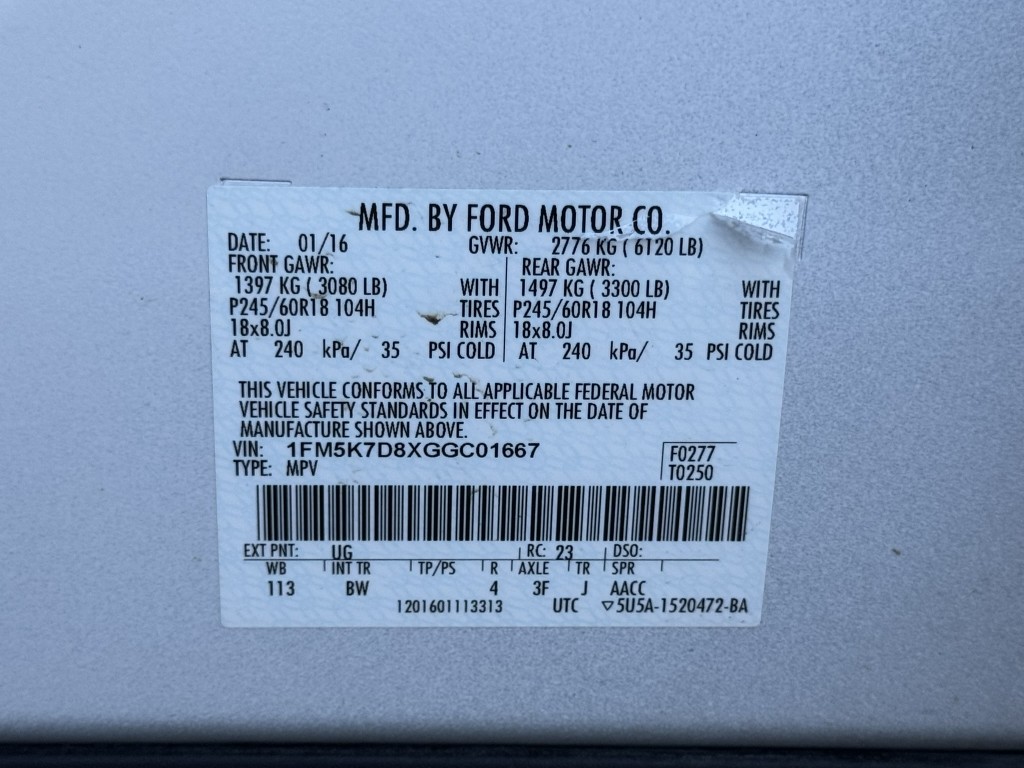 MFD. BY FORD MOTOR CO.
DATE: 01/16 GVWR: 2776 KG ( 6120 LB)
FRONT GAWR: REAR GAWR:
1397 KG ( 3080 LB) WITH 1497 KG ( 3300 LB) WITH
P245/60R18 104H TIRES P245/60R18 104H TIRES
18x8.0J RIMS 18x8.0J RIMS
AT 240 kPa/ 35 PSI COLD AT 240 kPa/ 35 PSI COLD
THIS VEHICLE CONFORMS TO ALL APPLICABLE FEDERAL MOTOR
VEHICLE SAFETY STANDARDS IN EFFECT ON THE DATE OF
MANUFACTURE SHOWN ABOVE.
VIN: 1FM5K7D8XGGC01667 F0277
TYPE: MPV T0250
EXT PNT: UG RC: 23 DSO:
WB INT TR TP/PS R AXLE TR SPR
113 BW 4 3F J AACC
1201601113313 UTC ▽5U5A-1520472-BA